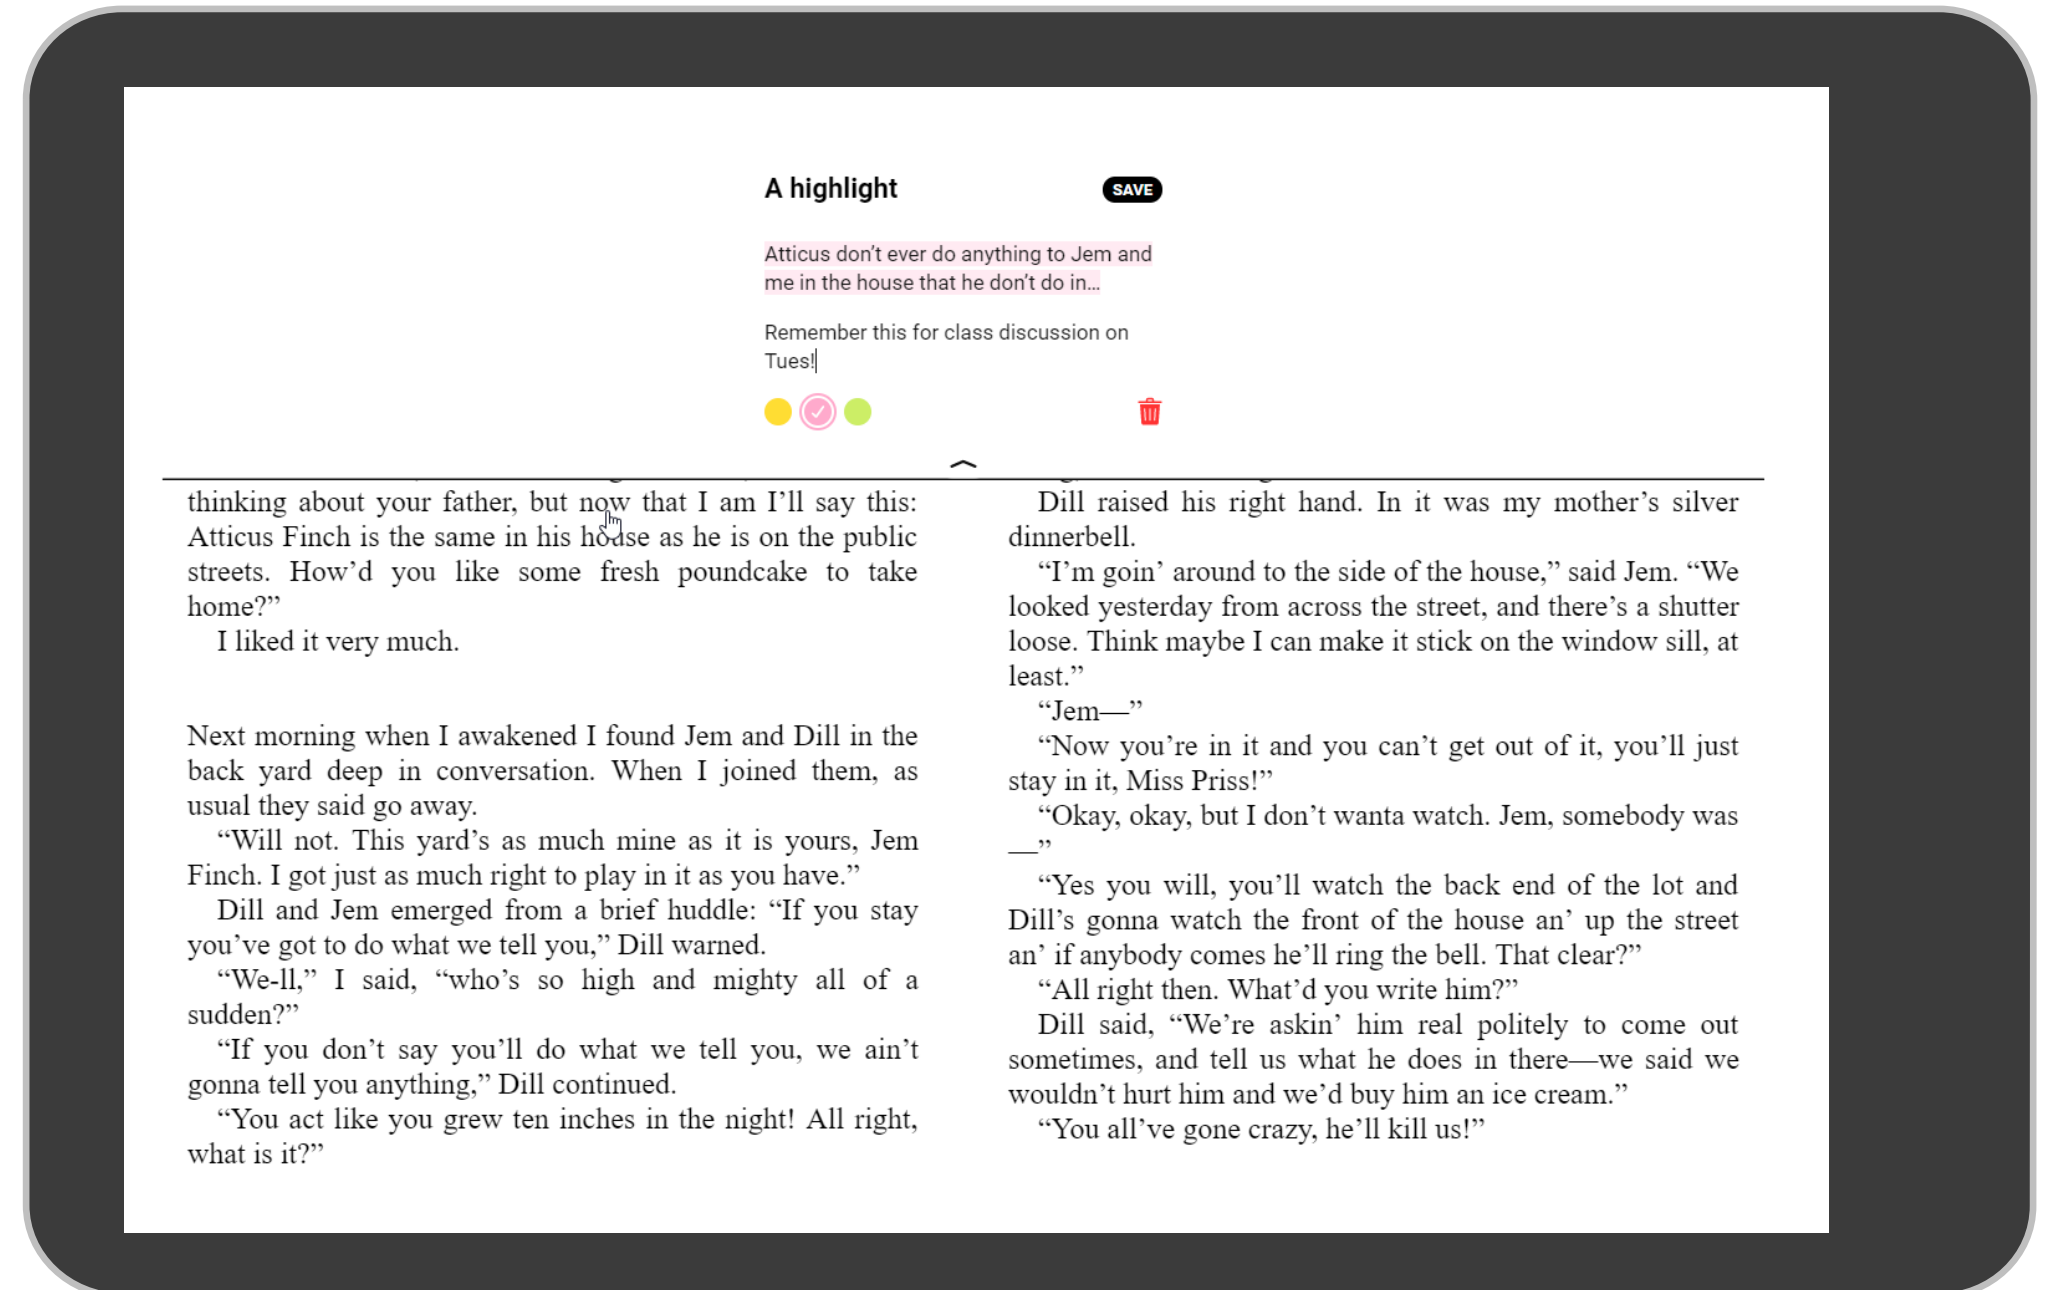 A highlight
SAVE
Atticus don’t ever do anything to Jem and
me in the house that he don’t do in…
Remember this for class discussion on
Tues!
thinking about your father, but now that I am I’ll say this:
Atticus Finch is the same in his house as he is on the public
streets. How’d you like some fresh poundcake to take
home?”
I liked it very much.
Next morning when I awakened I found Jem and Dill in the
back yard deep in conversation. When I joined them, as
usual they said go away.
“Will not. This yard’s as much mine as it is yours, Jem
Finch. I got just as much right to play in it as you have.”
Dill and Jem emerged from a brief huddle: “If you stay
you’ve got to do what we tell you,” Dill warned.
“We-ll,” I said, “who’s so high and mighty all of a
sudden?”
“If you don’t say you’ll do what we tell you, we ain’t
gonna tell you anything,” Dill continued.
“You act like you grew ten inches in the night! All right,
what is it?”
Dill raised his right hand. In it was my mother’s silver
dinnerbell.
“I’m goin’ around to the side of the house,” said Jem. “We
looked yesterday from across the street, and there’s a shutter
loose. Think maybe I can make it stick on the window sill, at
least.”
“Jem—”
“Now you’re in it and you can’t get out of it, you’ll just
stay in it, Miss Priss!”
“Okay, okay, but I don’t wanta watch. Jem, somebody was
—”
“Yes you will, you’ll watch the back end of the lot and
Dill’s gonna watch the front of the house an’ up the street
an’ if anybody comes he’ll ring the bell. That clear?”
“All right then. What’d you write him?”
Dill said, “We’re askin’ him real politely to come out
sometimes, and tell us what he does in there—we said we
wouldn’t hurt him and we’d buy him an ice cream.”
“You all’ve gone crazy, he’ll kill us!”